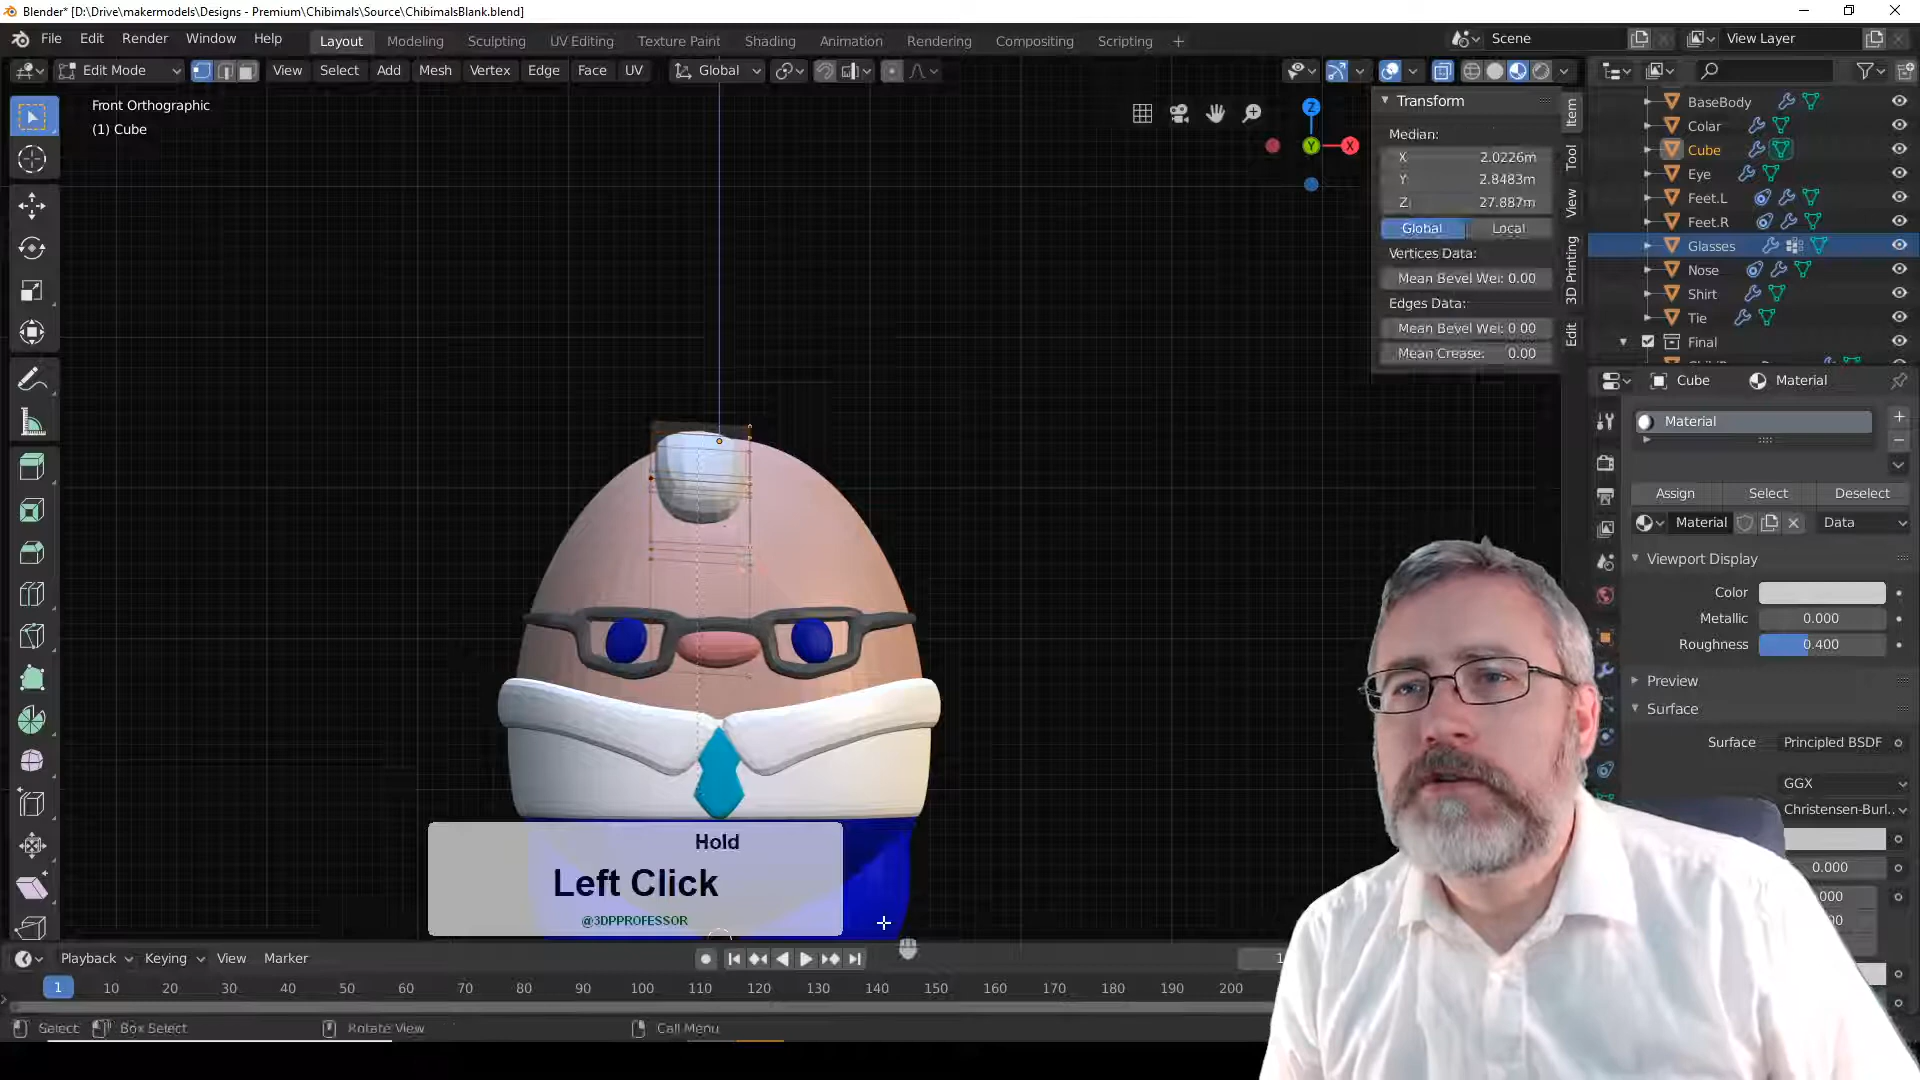 Blender* [D:\Drive\makermodels\Designs - Premium\Chibimals\Source\ChibimalsBlank.blend]
File Edit Render Window Help
Layout Modeling Sculpting UV Editing Texture Paint Shading Animation Rendering Compositing Scripting +
Scene
View Layer
Edit Mode
View Select Add Mesh Vertex Edge Face UV
Global
Front Orthographic
(1) Cube
Z
Y
X
Transform
Median:
X 2.0226m
Y: 2.8483m
Z: 27.887m
Global Local
Vertices Data:
Mean Bevel Wei: 0.00
Edges Data:
Mean Bevel Wei: 0.00
Mean Crease: 0.00
Item
Tool
View
3D Printing
Edit
BaseBody
Colar
Cube
Eye
Feet.L
Feet.R
Glasses
Nose
Shirt
Tie
Final
Cube Material
Material
Assign Select Deselect
Material Data
Viewport Display
Color
Metallic 0.000
Roughness 0.400
Preview
Surface
Surface Principled BSDF
GGX
Christensen-Burl..
0.000
Hold
Left Click
@3DPPROFESSOR
Playback Keying View Marker
1
1 10 20 30 40 50 60 70 80 90 100 110 120 130 140 150 160 170 180 190 200
Select Box Select Rotate View Call Menu